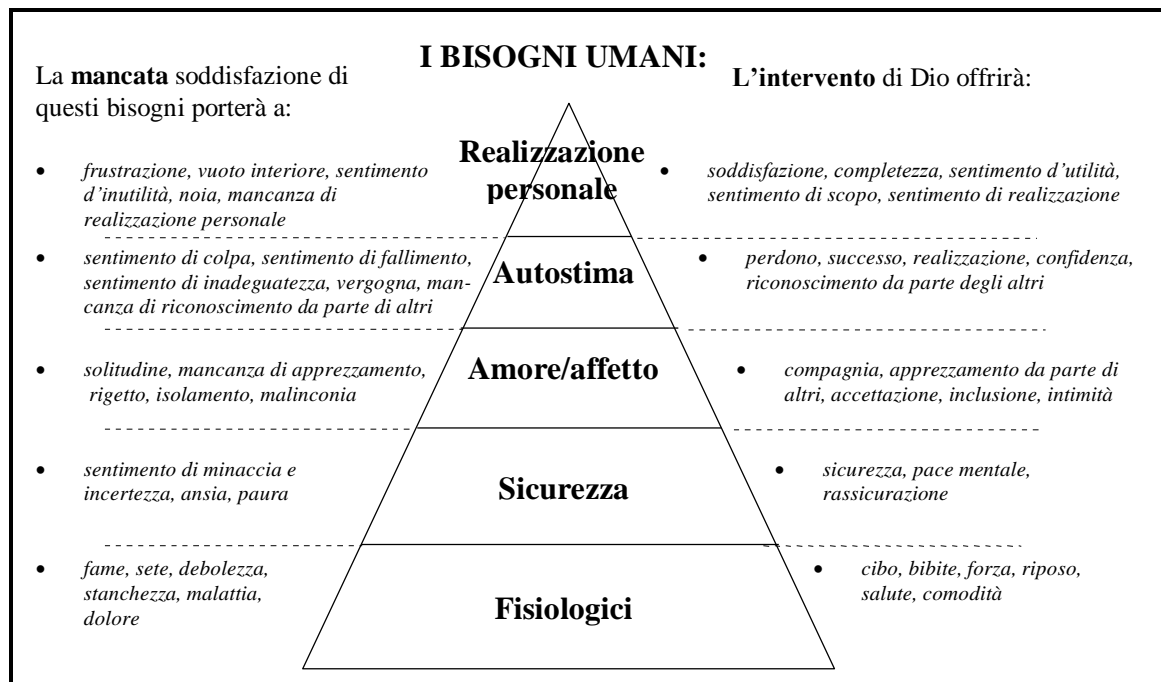 I BISOGNI UMANI:
La mancata soddisfazione di
questi bisogni porterà a:
L'intervento di Dio offrirà:
Realizzazione
personale
• frustrazione, vuoto interiore, sentimento
d'inutilità, noia, mancanza di
realizzazione personale
• soddisfazione, completezza, sentimento d'utilità,
sentimento di scopo, sentimento di realizzazione
• sentimento di colpa, sentimento di fallimento,
sentimento di inadeguatezza, vergogna, man-
canza di riconoscimento da parte di altri
Autostima
• perdono, successo, realizzazione, confidenza,
riconoscimento da parte degli altri
• solitudine, mancanza di apprezzamento,
rigetto, isolamento, malinconia
Amore/affetto
• compagnia, apprezzamento da parte di
altri, accettazione, inclusione, intimità
• sentimento di minaccia e
incertezza, ansia, paura
Sicurezza
• sicurezza, pace mentale,
rassicurazione
• fame, sete, debolezza,
stanchezza, malattia,
dolore
Fisiologici
• cibo, bibite, forza, riposo,
salute, comodità